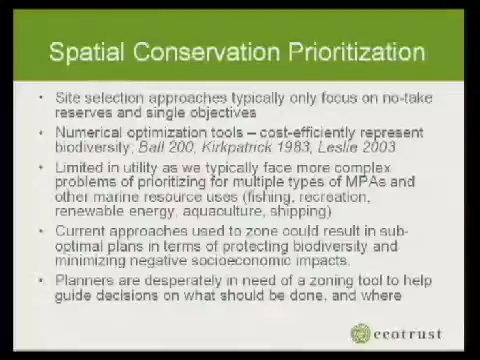 Spatial Conservation Prioritization
• Site selection approaches typically only focus on no-take
reserves and single objectives
• Numerical optimization tools – cost-efficiently represent
biodiversity; Ball 200, Kirkpatrick 1983, Leslie 2003
• Limited in utility as we typically face more complex
problems of prioritizing for multiple types of MPAs and
other marine resource uses (fishing, recreation,
renewable energy, aquaculture, shipping)
• Current approaches used to zone could result in sub-
optimal plans in terms of protecting biodiversity and
minimizing negative socioeconomic impacts.
• Planners are desperately in need of a zoning tool to help
guide decisions on what should be done, and where
ecotrust